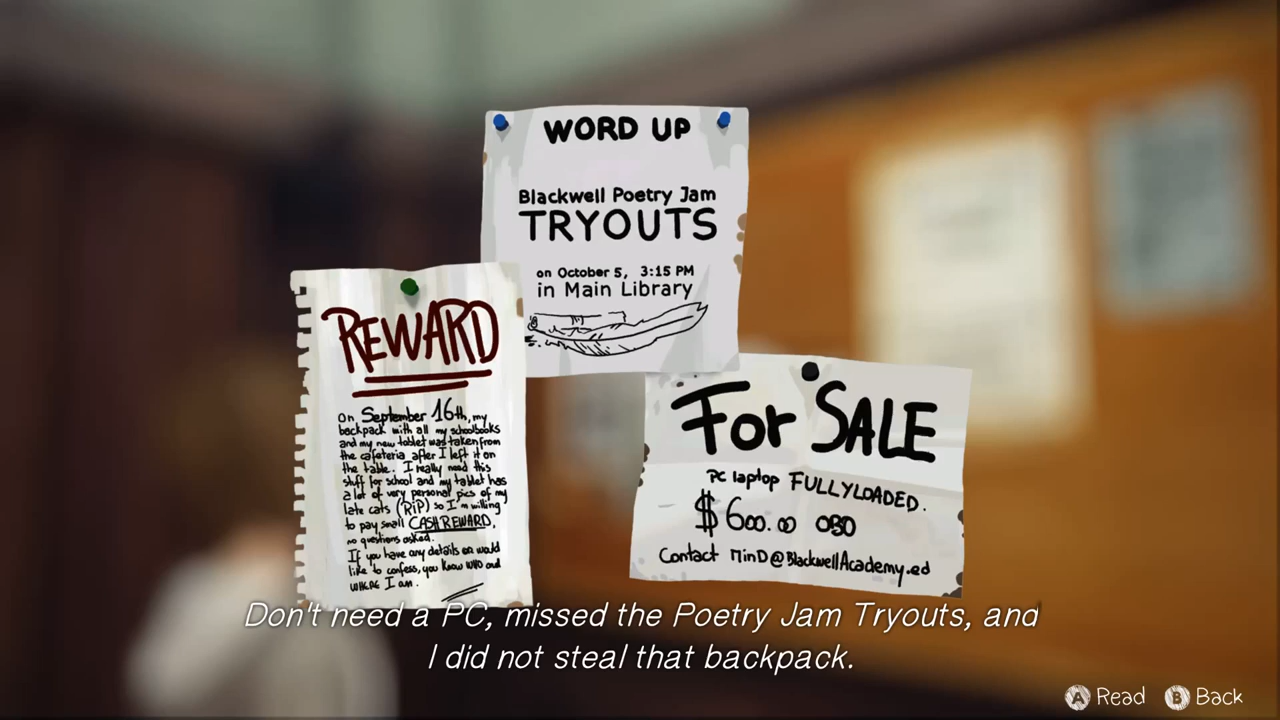 WORD UP
Blackwell Poetry Jam
TRYOUTS
on October 5, 3:15 PM
in Main Library
REWARD
On September 16th, my
backpack with all my schoolbooks
and my new tablet was taken from
the cafeteria after I left it on
the table. I really need this
stuff for school and my tablet has
a lot of very personal pics of my
late cats (RiP) so I'm willing
to pay small CASH REWARD,
no questions asked.
If you have any details or would
like to confess, you know WHO and
WHERE I am.
For SALE
PC laptop FULLYLOADED.
$600.00 OBO
Contact MinD@BlackwellAcademy.ed
Don't need a PC, missed the Poetry Jam Tryouts, and
I did not steal that backpack.
A Read B Back